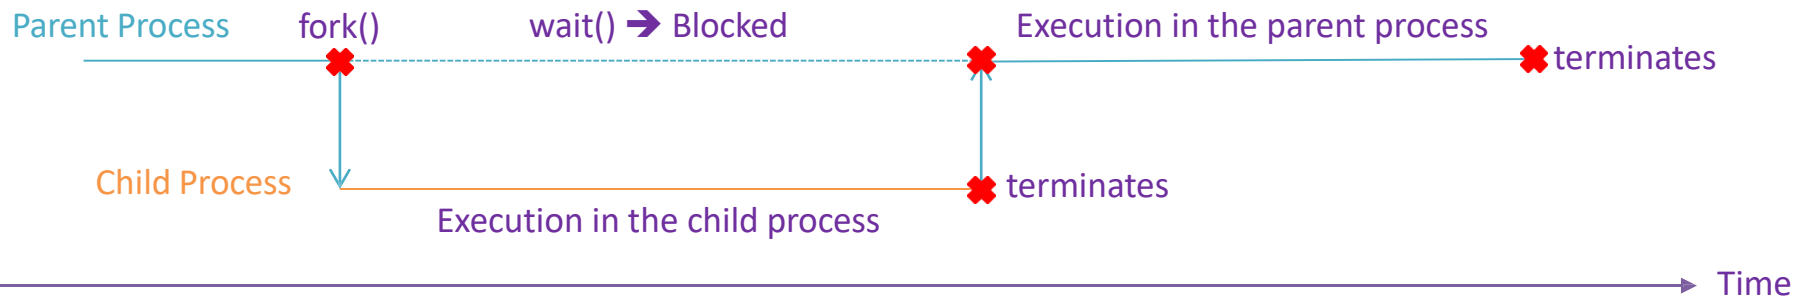 Parent Process
fork()
wait() ➔ Blocked
Execution in the parent process
terminates
Child Process
terminates
Execution in the child process
Time